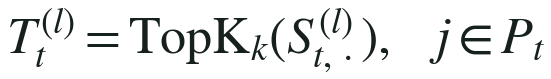 T_t^{(l)} = TopK_k(S_{t, ·}^{(l)}),   j ∈ P_t